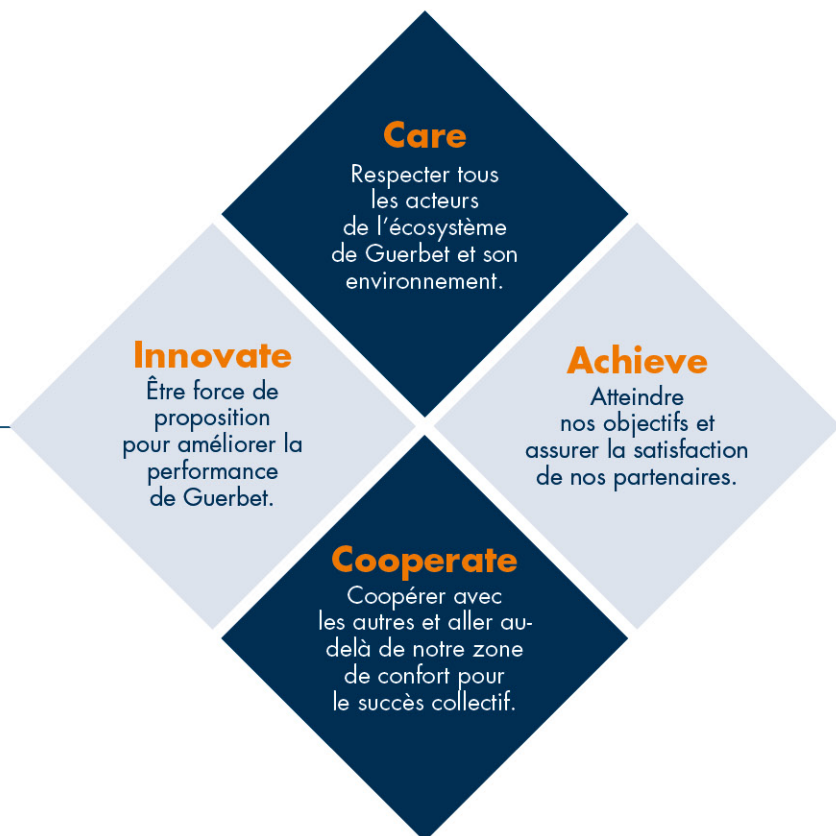 Care
Respecter tous
les acteurs
de l’écosystème
de Guerbet et son
environnement.
Innovate
Être force de
proposition
pour améliorer la
performance
de Guerbet.
Achieve
Atteindre
nos objectifs et
assurer la satisfaction
de nos partenaires.
Cooperate
Coopérer avec
les autres et aller au-
delà de notre zone
de confort pour
le succès collectif.